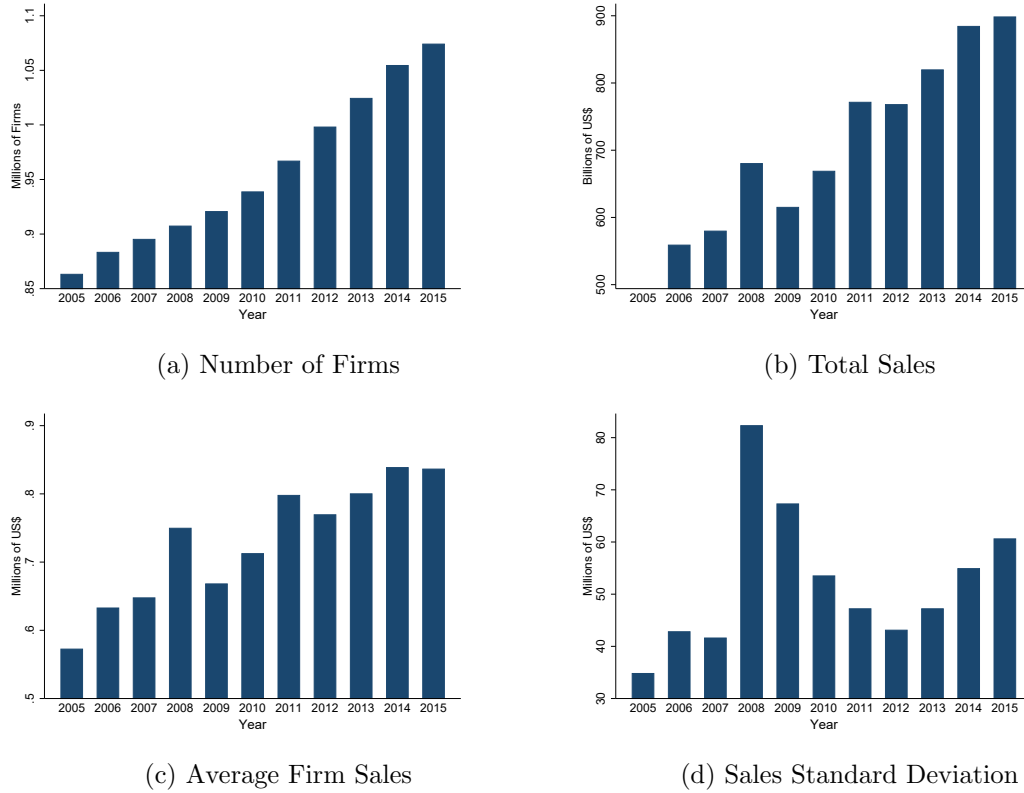 Millions of Firms
.85 .9 .95 1 1.05 1.1
2005 2006 2007 2008 2009 2010 2011 2012 2013 2014 2015
Year
(a) Number of Firms
Billions of US$
500 600 700 800 900
2005 2006 2007 2008 2009 2010 2011 2012 2013 2014 2015
Year
(b) Total Sales
Millions of US$
.5 .6 .7 .8 .9
2005 2006 2007 2008 2009 2010 2011 2012 2013 2014 2015
Year
(c) Average Firm Sales
Millions of US$
30 40 50 60 70 80
2005 2006 2007 2008 2009 2010 2011 2012 2013 2014 2015
Year
(d) Sales Standard Deviation